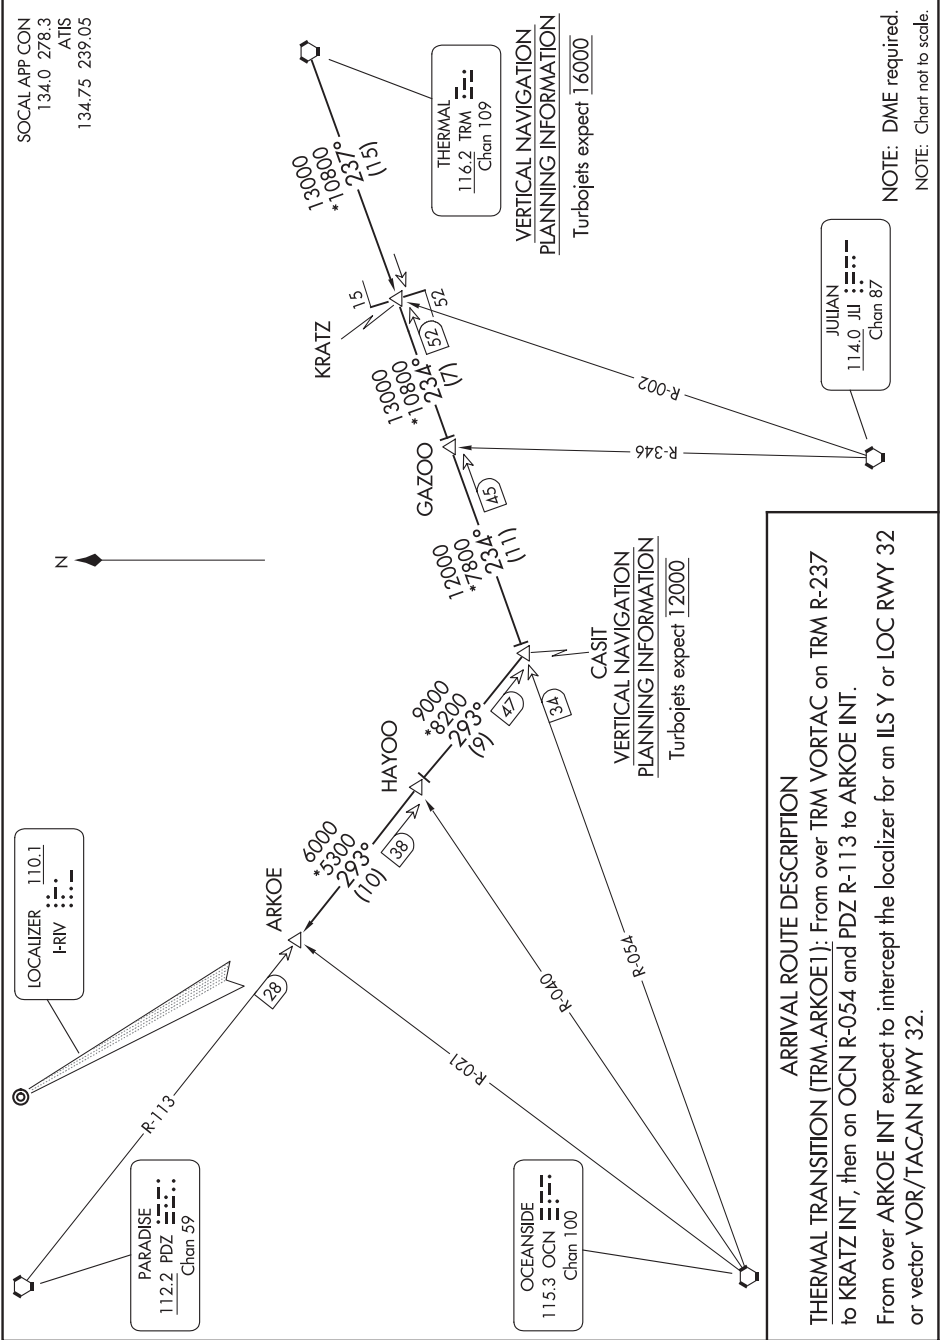 SOCAL APP CON
134.0 278.3
ATIS
134.75 239.05
LOCALIZER 110.1
I-RIV
PARADISE
112.2 PDZ
Chan 59
R-113
28
ARKOE
6000
*5300
293°
(10)
38
HAYOO
9000
*8200
293°
(9)
47
34
CASIT
VERTICAL NAVIGATION
PLANNING INFORMATION
Turbojets expect 12000
12000
*7800
234°
(11)
45
GAZOO
13000
*10800
234°
(7)
52
KRATZ
15
52
13000
*10800
237°
(15)
THERMAL
116.2 TRM
Chan 109
VERTICAL NAVIGATION
PLANNING INFORMATION
Turbojets expect 16000
N
R-021
R-040
R-054
R-346
R-002
OCEANSIDE
115.3 OCN
Chan 100
JULIAN
114.0 JLI
Chan 87
NOTE: DME required.
NOTE: Chart not to scale.
ARRIVAL ROUTE DESCRIPTION
THERMAL TRANSITION (TRM.ARKOE1): From over TRM VORTAC on TRM R-237
to KRATZ INT, then on OCN R-054 and PDZ R-113 to ARKOE INT.
From over ARKOE INT expect to intercept the localizer for an ILS Y or LOC RWY 32
or vector VOR/TACAN RWY 32.